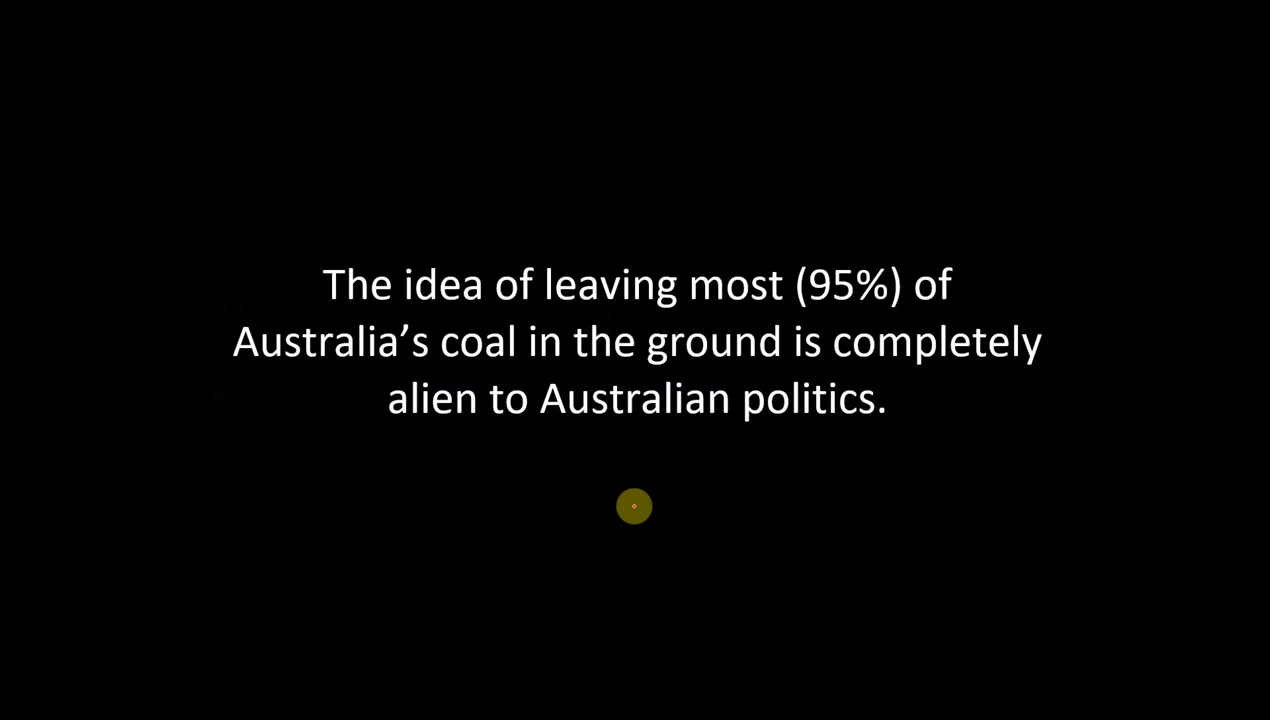 The idea of leaving most (95%) of
Australia’s coal in the ground is completely
alien to Australian politics.